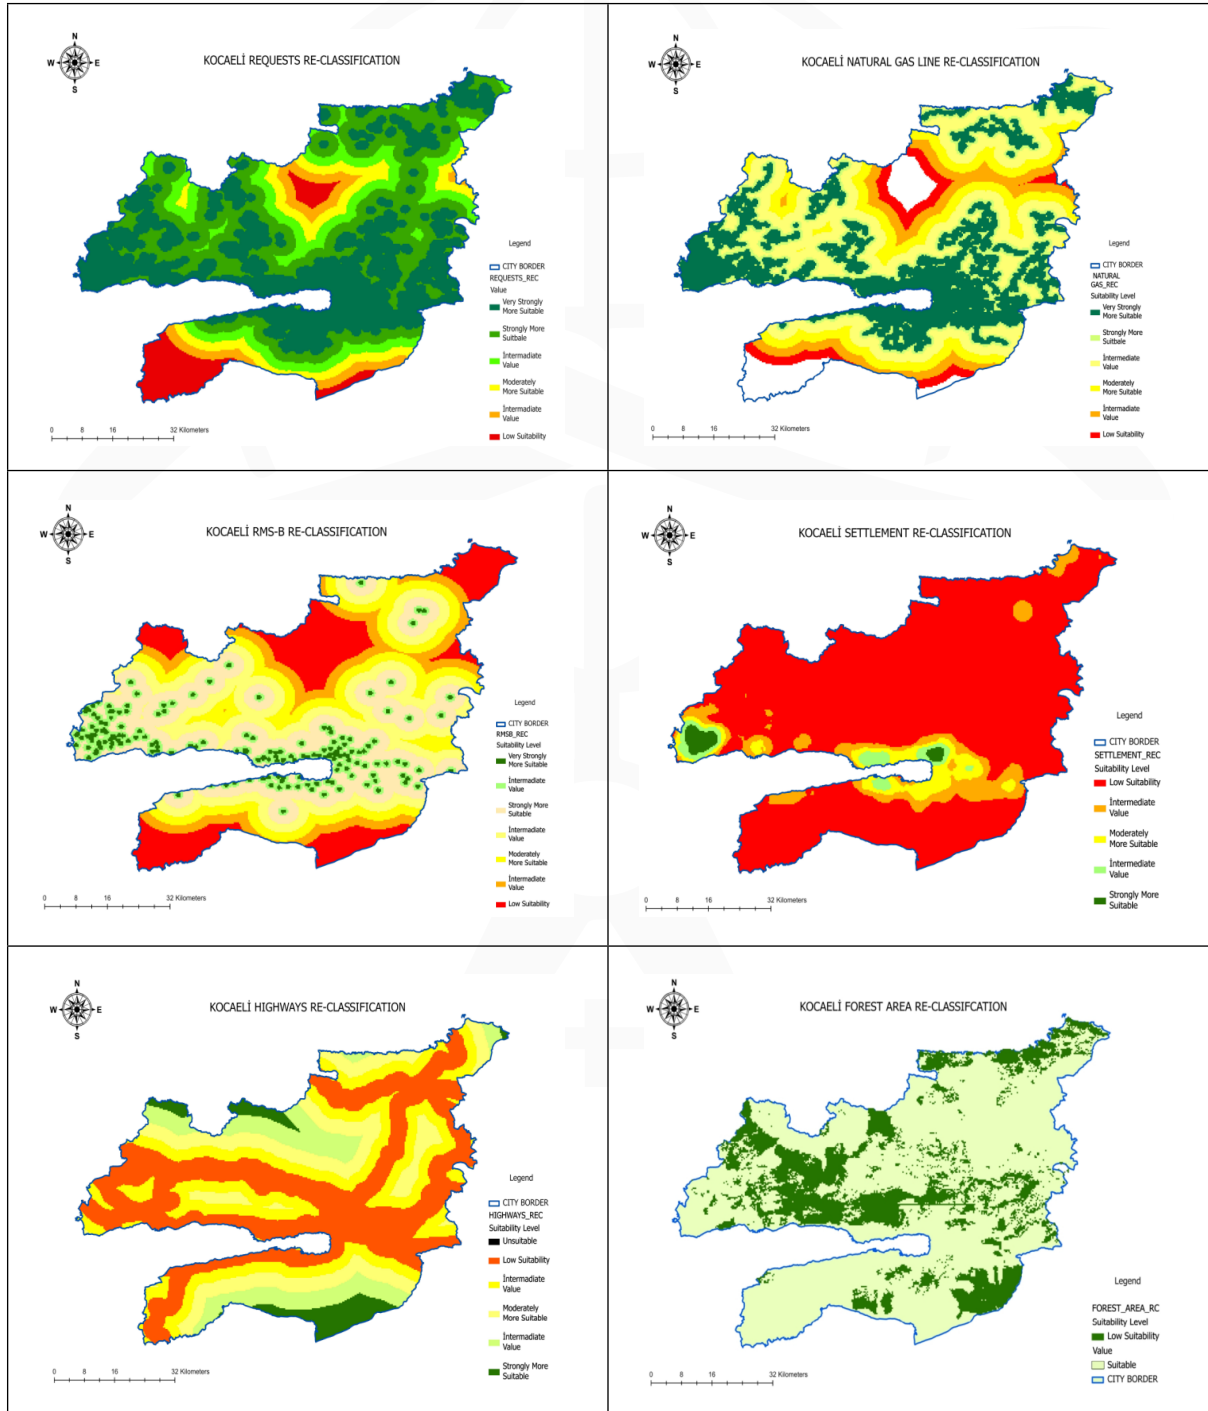 N
W E
S
KOCAELİ REQUESTS RE-CLASSIFICATION
Legend
CITY BORDER
REQUESTS_REC
Value
Very Strongly
More Suitable
Strongly More
Suitbale
İntermadiate
Value
Moderately
More Suitable
İntermadiate
Value
Low Suitability
0 8 16 32 Kilometers
N
W E
S
KOCAELİ NATURAL GAS LINE RE-CLASSIFICATION
Legend
CITY BORDER
NATURAL
GAS_REC
Suitability Level
Very Strongly
More Suitable
Strongly More
Suitbale
İntermediate
Value
Moderately
More Suitable
İntermadiate
Value
Low Suitability
0 8 16 32 Kilometers
N
W E
S
KOCAELİ RMS-B RE-CLASSIFICATION
Legend
CITY BORDER
RMSB_REC
Suitability Level
Very Strongly
More Suitable
İntermediate
Value
Strongly More
Suitable
İntermediate
Value
Moderately
More Suitable
İntermadiate
Value
Low Suitability
0 8 16 32 Kilometers
N
W E
S
KOCAELİ SETTLEMENT RE-CLASSIFICATION
Legend
CITY BORDER
SETTLEMENT_REC
Suitability Level
Low Suitability
İntermediate
Value
Moderately
More Suitable
İntermediate
Value
Strongly More
Suitable
0 8 16 32 Kilometers
N
W E
S
KOCAELİ HIGHWAYS RE-CLASSIFICATION
Legend
CITY BORDER
HIGHWAYS_REC
Suitability Level
Unsuitable
Low Suitability
İntermediate
Value
Moderately
More Suitable
İntermediate
Value
Strongly More
Suitable
0 8 16 32 Kilometers
N
W E
S
KOCAELİ FOREST AREA RE-CLASSIFCATION
Legend
FOREST_AREA_RC
Suitability Level
Low Suitability
Value
Suitable
CITY BORDER
0 8 16 32 Kilometers